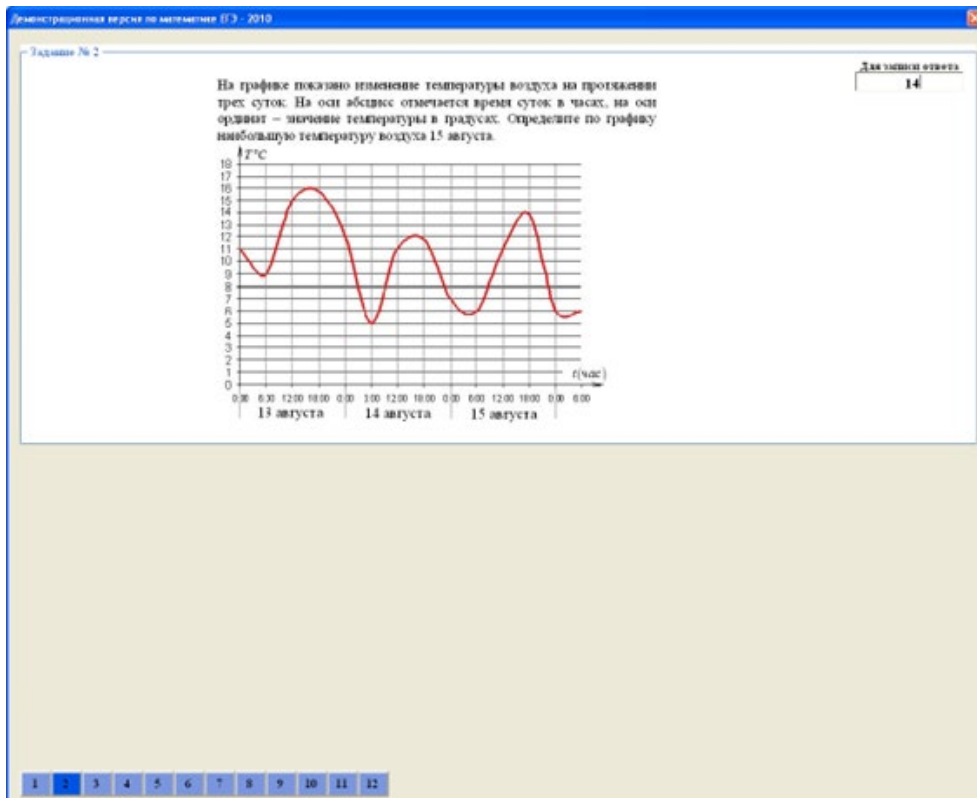 Демонстрационная версия по математике ЕГЭ - 2010
Задание № 2
Для записи ответа
14
На графике показано изменение температуры воздуха на протяжении
трех суток. На оси абсцисс отмечается время суток в часах, на оси
ординат – значение температуры в градусах. Определите по графику
наибольшую температуру воздуха 15 августа.
T°C
18
17
16
15
14
13
12
11
10
9
8
7
6
5
4
3
2
1
0
t(час)
0:00 6:00 12:00 18:00 0:00 3:00 12:00 18:00 0:00 6:00 12:00 18:00 0:00 6:00
13 августа 14 августа 15 августа
1 2 3 4 5 6 7 8 9 10 11 12